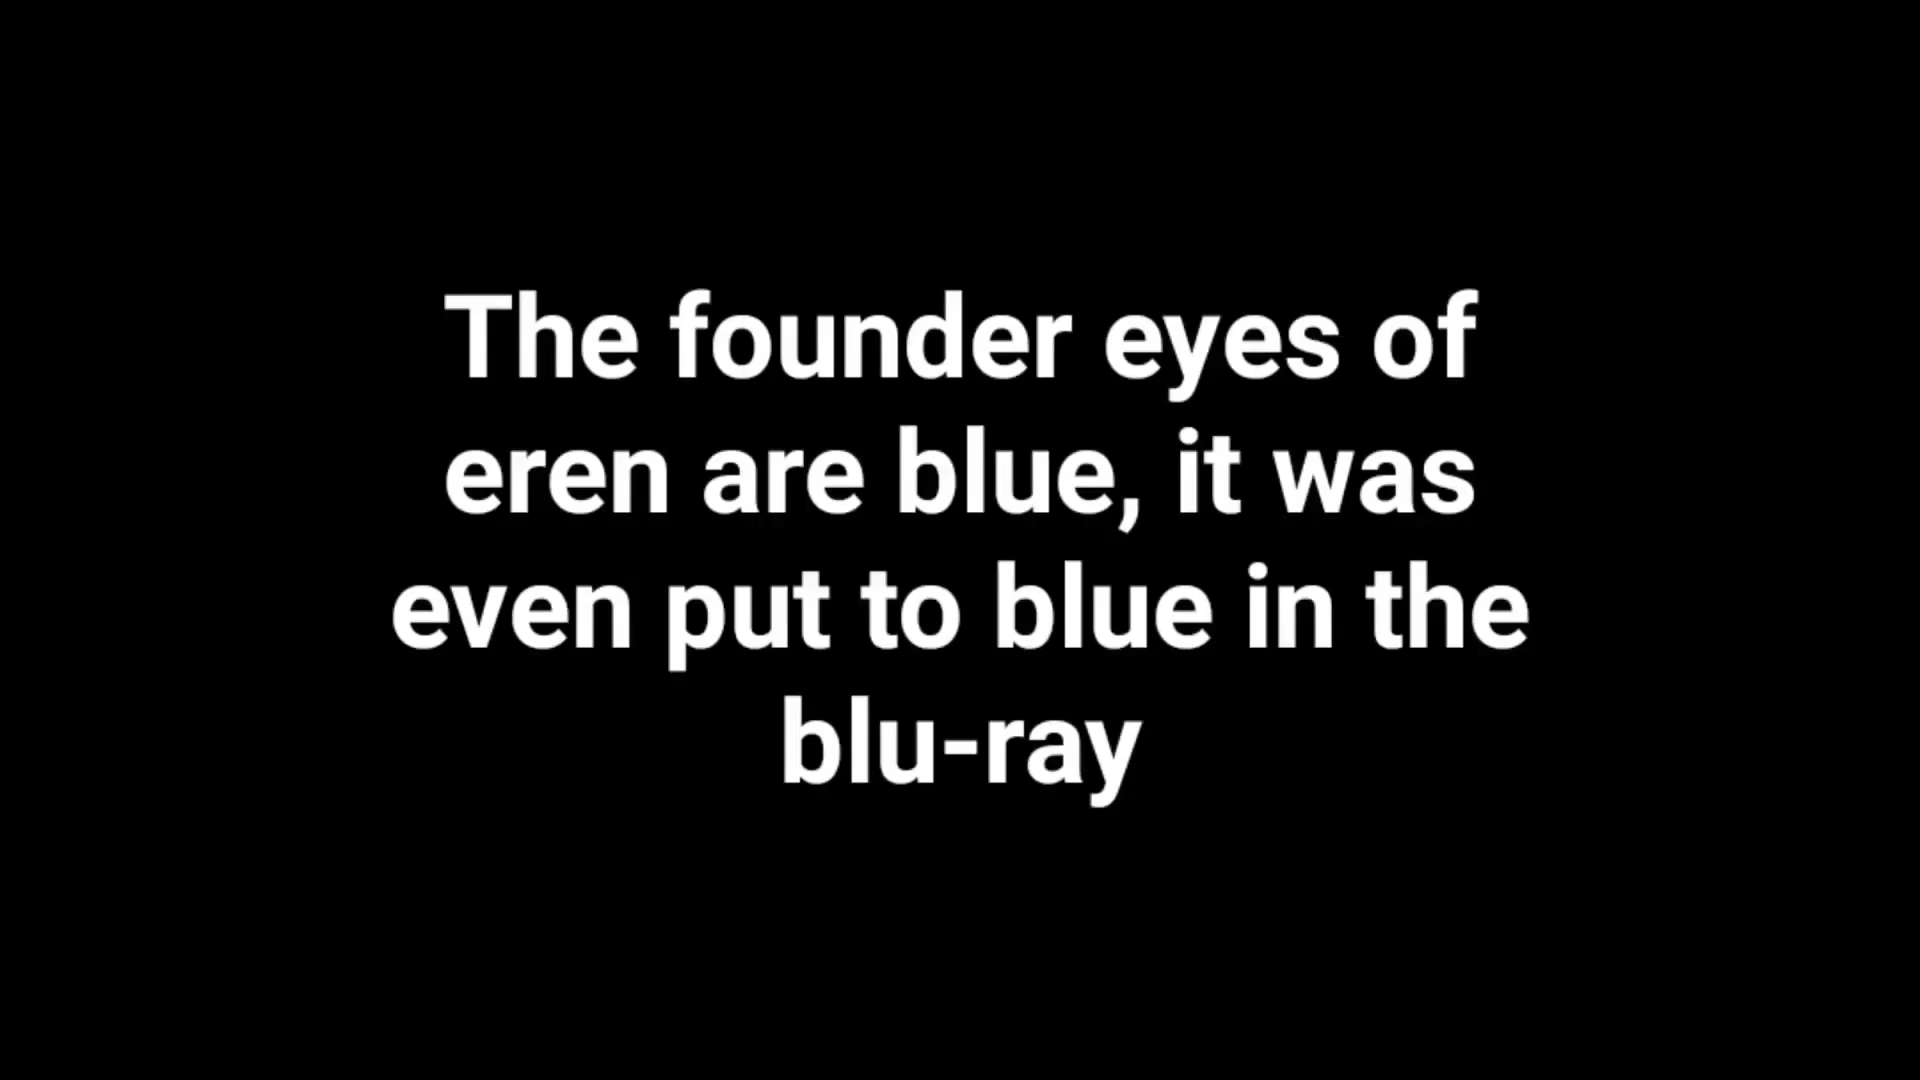 The founder eyes of
eren are blue, it was
even put to blue in the
blu-ray